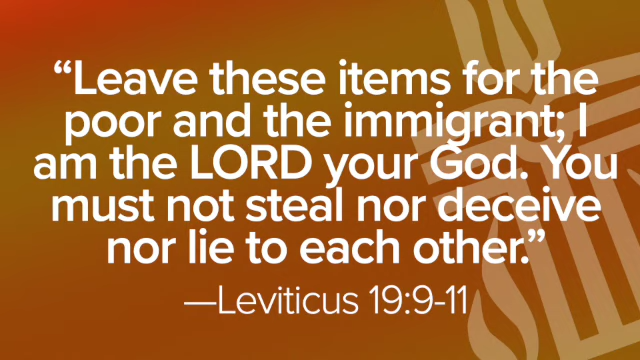 “Leave these items for the
poor and the immigrant; I
am the LORD your God. You
must not steal nor deceive
nor lie to each other.”
—Leviticus 19:9-11